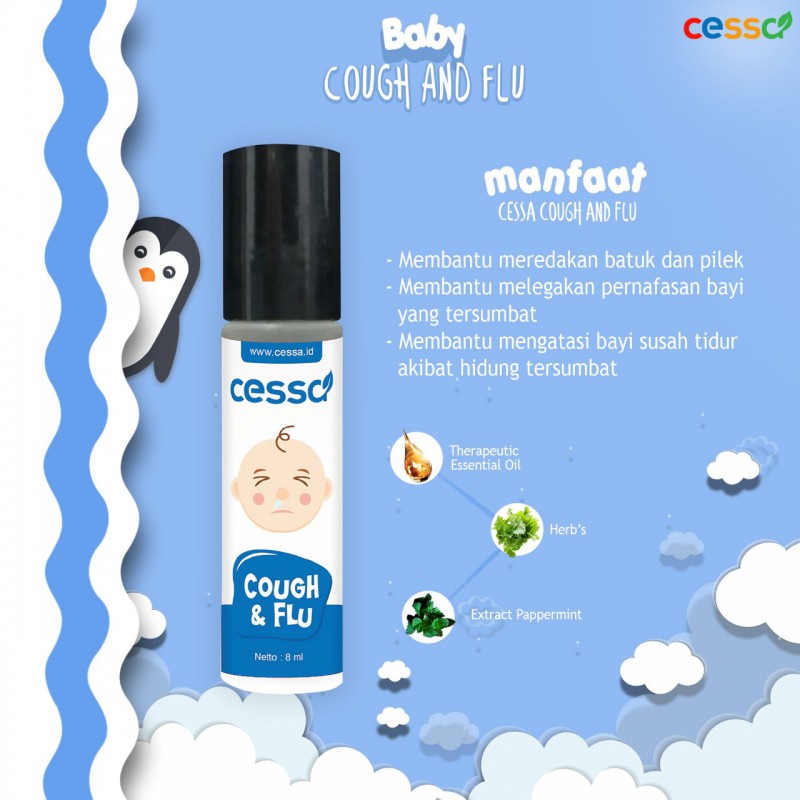 cessa
Baby
COUGH AND FLU
manfaat
CESSA COUGH AND FLU
- Membantu meredakan batuk dan pilek
- Membantu melegakan pernafasan bayi
yang tersumbat
- Membantu mengatasi bayi susah tidur
akibat hidung tersumbat
www.cessa.id
cessa
COUGH
& FLU
Netto : 8 ml
Therapeutic
Essential Oil
Herb's
Extract Pappermint